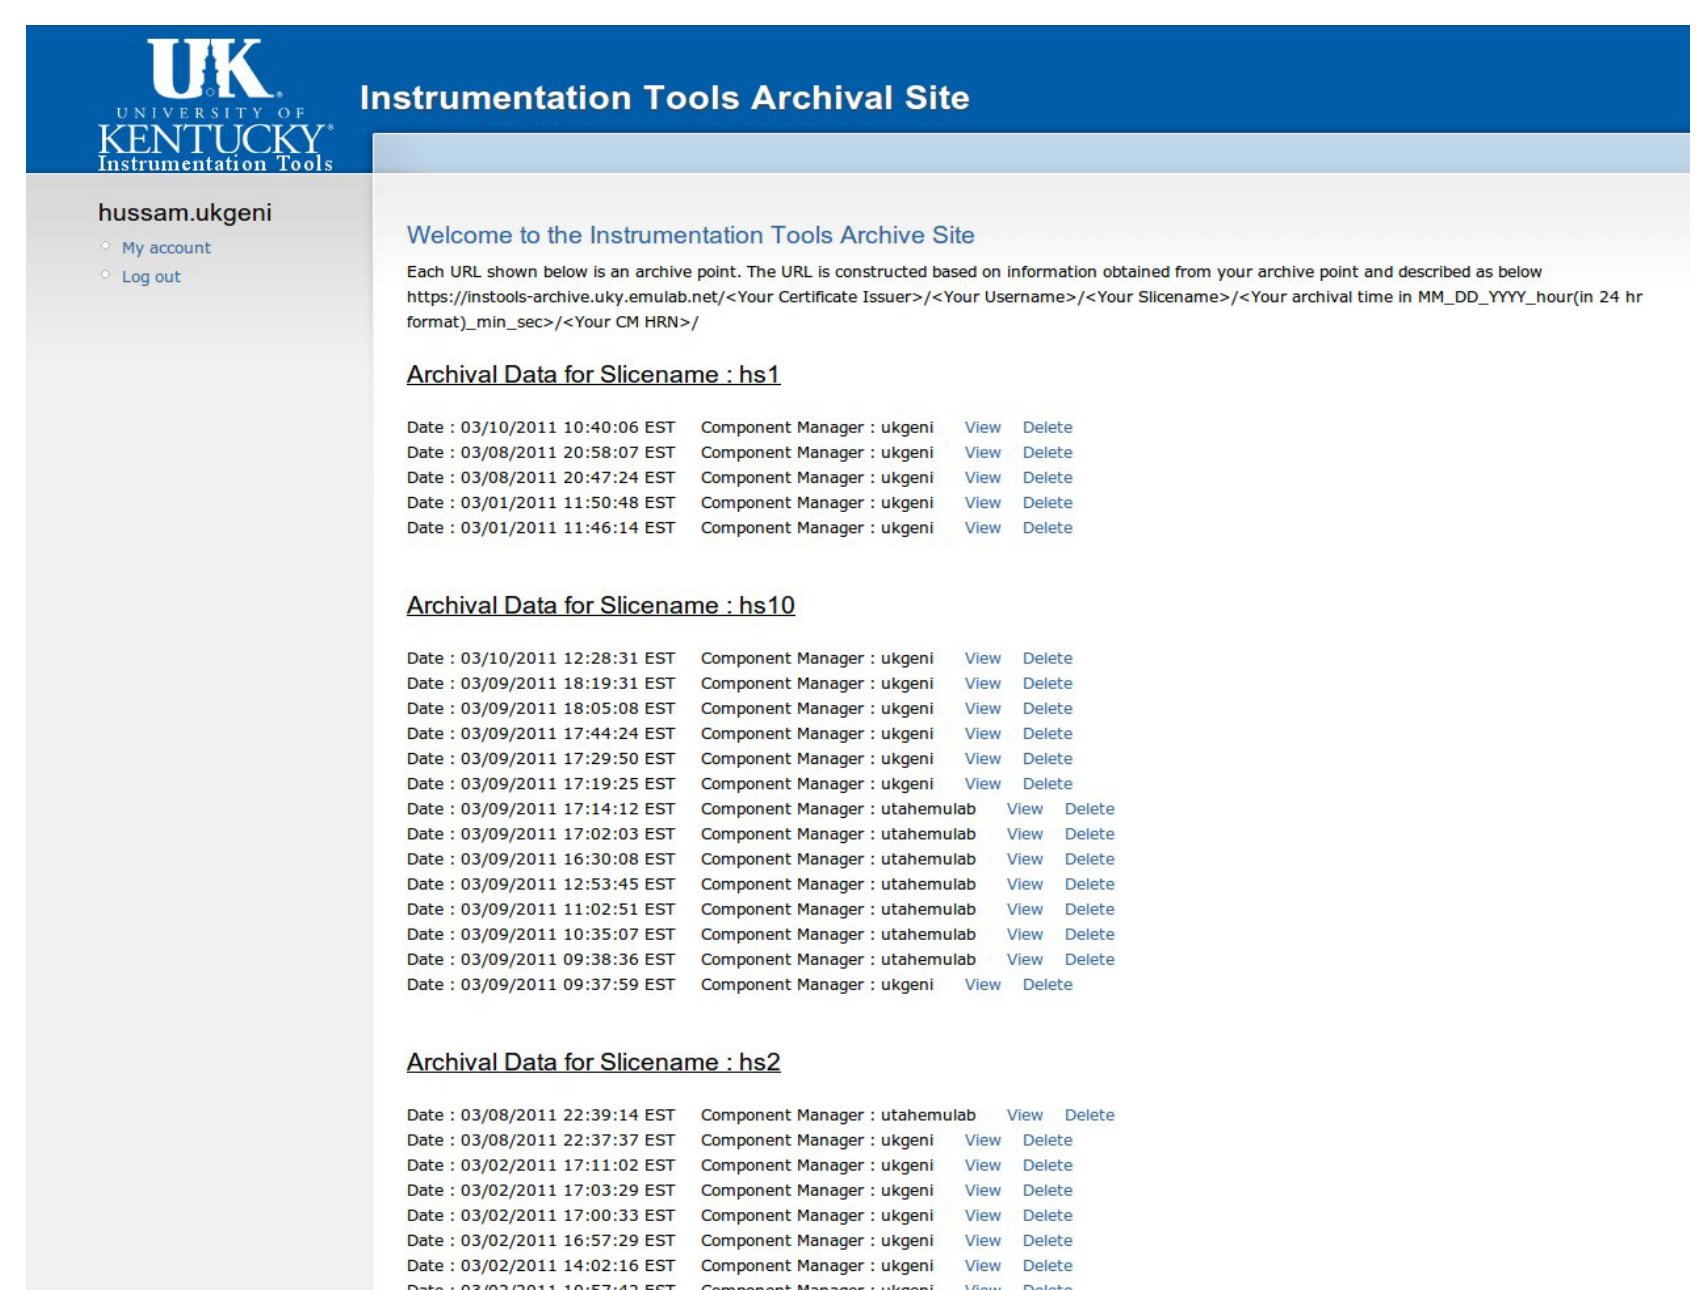 UK
UNIVERSITY OF
KENTUCKY®
Instrumentation Tools
Instrumentation Tools Archival Site
hussam.ukgeni
My account
Log out
Welcome to the Instrumentation Tools Archive Site
Each URL shown below is an archive point. The URL is constructed based on information obtained from your archive point and described as below
https://instools-archive.uky.emulab.net/<Your Certificate Issuer>/<Your Username>/<Your Slicename>/<Your archival time in MM_DD_YYYY_hour(in 24 hr
format)_min_sec>/<Your CM HRN>/
Archival Data for Slicename : hs1
Date : 03/10/2011 10:40:06 EST Component Manager : ukgeni View Delete
Date : 03/08/2011 20:58:07 EST Component Manager : ukgeni View Delete
Date : 03/08/2011 20:47:24 EST Component Manager : ukgeni View Delete
Date : 03/01/2011 11:50:48 EST Component Manager : ukgeni View Delete
Date : 03/01/2011 11:46:14 EST Component Manager : ukgeni View Delete
Archival Data for Slicename : hs10
Date : 03/10/2011 12:28:31 EST Component Manager : ukgeni View Delete
Date : 03/09/2011 18:19:31 EST Component Manager : ukgeni View Delete
Date : 03/09/2011 18:05:08 EST Component Manager : ukgeni View Delete
Date : 03/09/2011 17:44:24 EST Component Manager : ukgeni View Delete
Date : 03/09/2011 17:29:50 EST Component Manager : ukgeni View Delete
Date : 03/09/2011 17:19:25 EST Component Manager : ukgeni View Delete
Date : 03/09/2011 17:14:12 EST Component Manager : utahemulab View Delete
Date : 03/09/2011 17:02:03 EST Component Manager : utahemulab View Delete
Date : 03/09/2011 16:30:08 EST Component Manager : utahemulab View Delete
Date : 03/09/2011 12:53:45 EST Component Manager : utahemulab View Delete
Date : 03/09/2011 11:02:51 EST Component Manager : utahemulab View Delete
Date : 03/09/2011 10:35:07 EST Component Manager : utahemulab View Delete
Date : 03/09/2011 09:38:36 EST Component Manager : utahemulab View Delete
Date : 03/09/2011 09:37:59 EST Component Manager : ukgeni View Delete
Archival Data for Slicename : hs2
Date : 03/08/2011 22:39:14 EST Component Manager : utahemulab View Delete
Date : 03/08/2011 22:37:37 EST Component Manager : ukgeni View Delete
Date : 03/02/2011 17:11:02 EST Component Manager : ukgeni View Delete
Date : 03/02/2011 17:03:29 EST Component Manager : ukgeni View Delete
Date : 03/02/2011 17:00:33 EST Component Manager : ukgeni View Delete
Date : 03/02/2011 16:57:29 EST Component Manager : ukgeni View Delete
Date : 03/02/2011 14:02:16 EST Component Manager : ukgeni View Delete